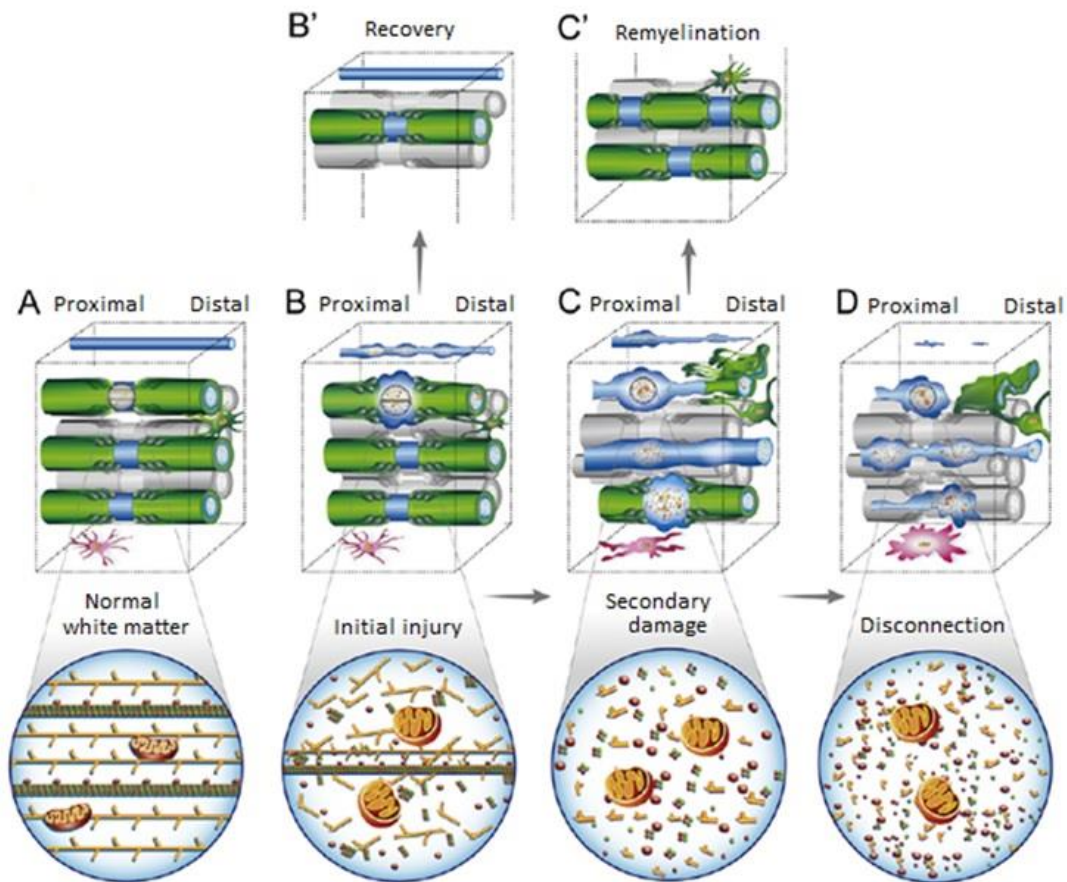 B’
Recovery
C’
Remyelination
A
Proximal
Distal
B
Proximal
Distal
C
Proximal
Distal
D
Proximal
Distal
Normal
white matter
Initial injury
Secondary
damage
Disconnection